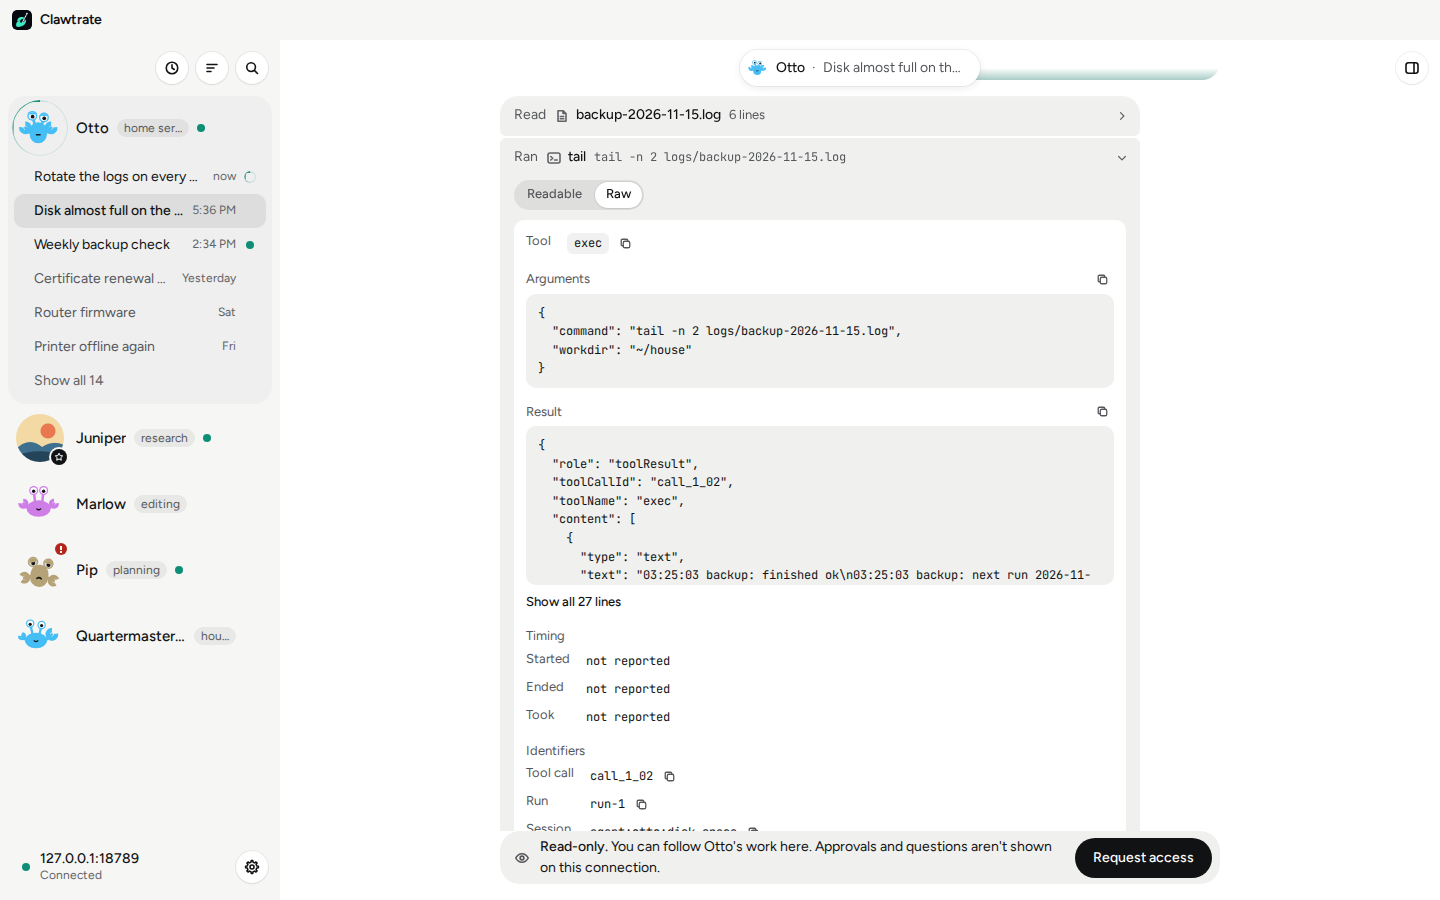 Clawtrate
Otto · Disk almost full on th...
Otto home ser...
Rotate the logs on every ... now
Disk almost full on the ... 5:36 PM
Weekly backup check 2:34 PM
Certificate renewal ... Yesterday
Router firmware Sat
Printer offline again Fri
Show all 14
Juniper research
Marlow editing
Pip planning
Quartermaster... hou...
127.0.0.1:18789
Connected
Read backup-2026-11-15.log 6 lines
Ran tail tail -n 2 logs/backup-2026-11-15.log
Readable Raw
Tool exec
Arguments
{
"command": "tail -n 2 logs/backup-2026-11-15.log",
"workdir": "~/house"
}
Result
{
"role": "toolResult",
"toolCallId": "call_1_02",
"toolName": "exec",
"content": [
{
"type": "text",
"text": "03:25:03 backup: finished ok\n03:25:03 backup: next run 2026-11-
Show all 27 lines
Timing
Started not reported
Ended not reported
Took not reported
Identifiers
Tool call call_1_02
Run run-1
Session agent:otto:disk-space
Read-only. You can follow Otto's work here. Approvals and questions aren't shown
on this connection.
Request access